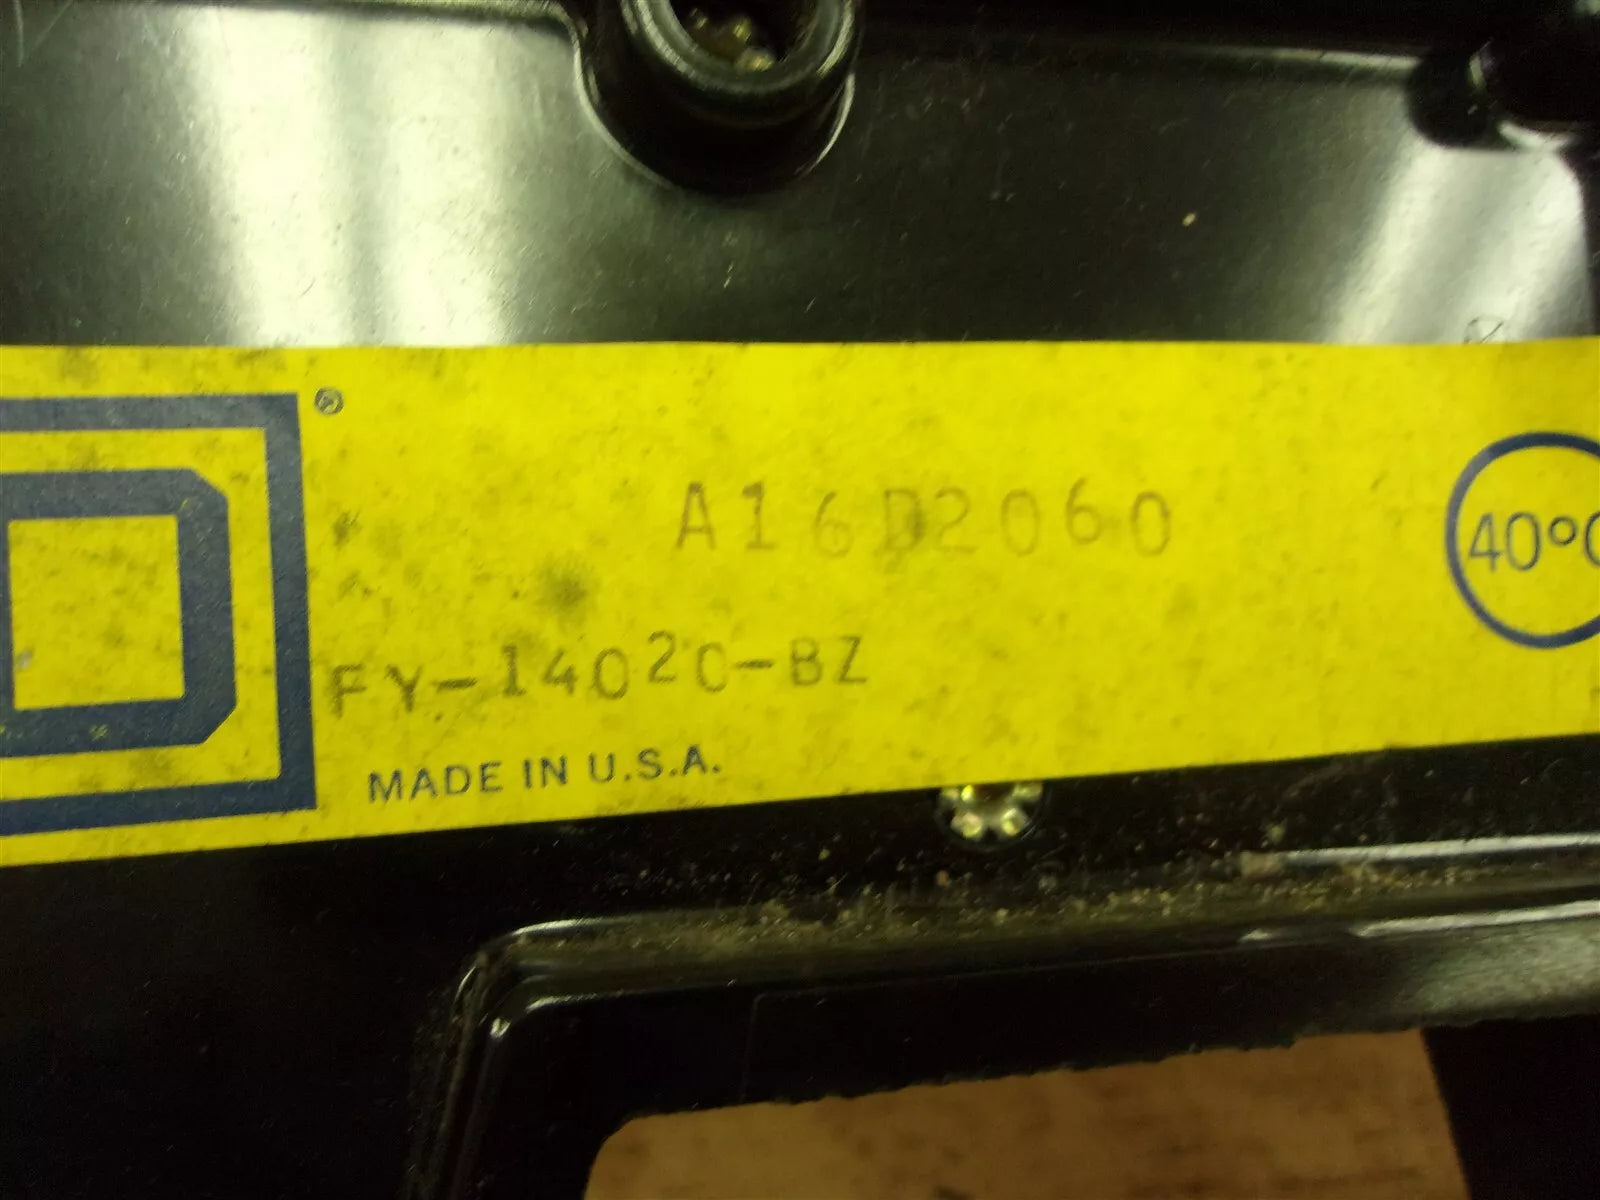 ®
A16D2060
40°C
FY-14020-BZ
MADE IN U.S.A.